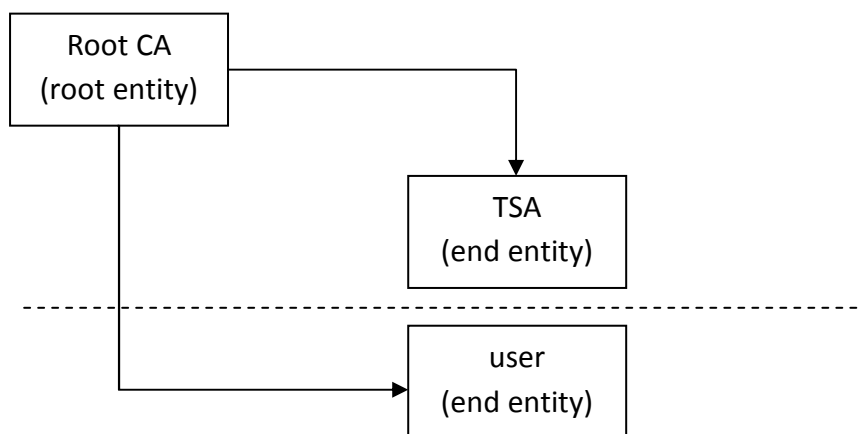 Root CA
(root entity)
TSA
(end entity)
user
(end entity)